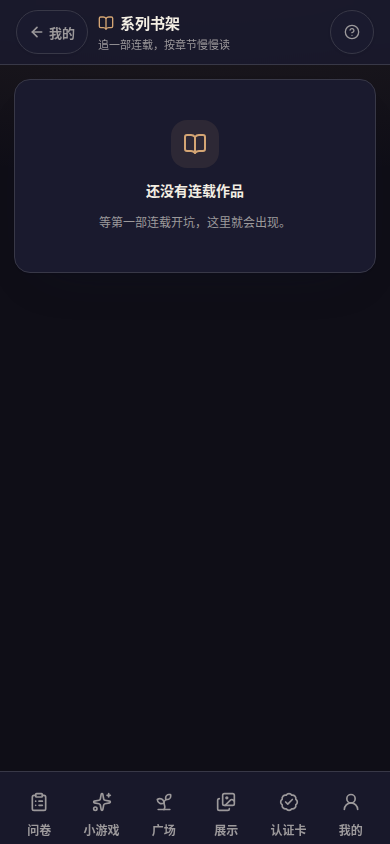 我的
系列书架
追一部连载，按章节慢慢读
还没有连载作品
等第一部连载开坑，这里就会出现。
问卷
小游戏
广场
展示
认证卡
我的